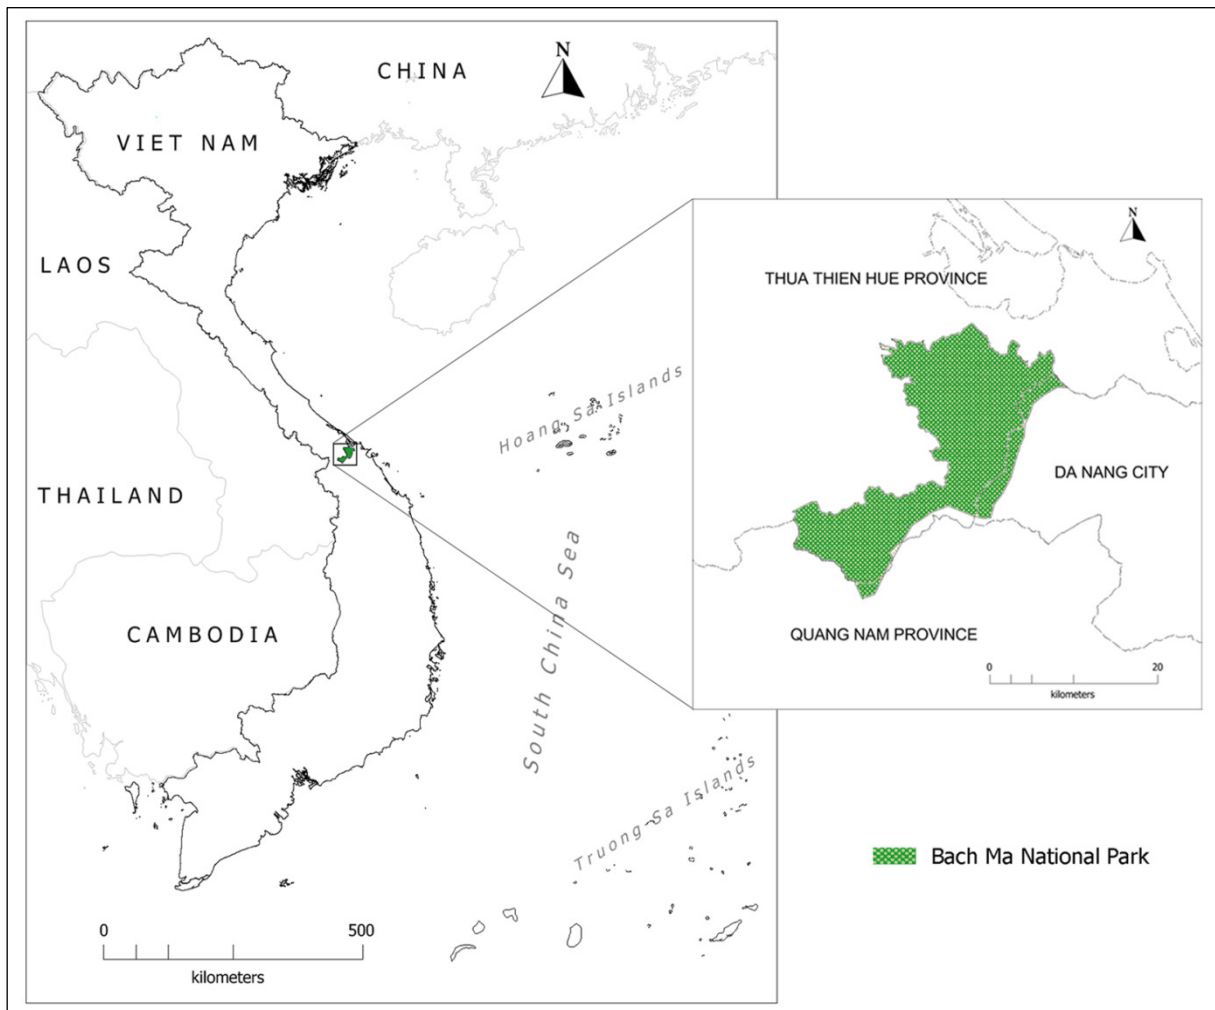 N
CHINA
VIET NAM
LAOS
THAILAND
CAMBODIA
Hoang Sa Islands
South China Sea
Truong Sa Islands
0 500
kilometers
N
THUA THIEN HUE PROVINCE
DA NANG CITY
QUANG NAM PROVINCE
0 20
kilometers
Bach Ma National Park